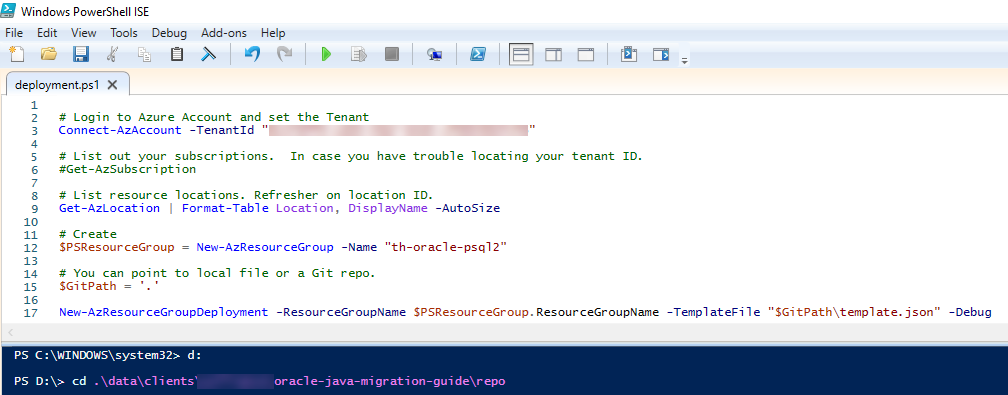 Windows PowerShell ISE
File Edit View Tools Debug Add-ons Help
deployment.ps1
1
2 # Login to Azure Account and set the Tenant
3 Connect-AzAccount -TenantId " "
4
5 # List out your subscriptions.  In case you have trouble locating your tenant ID.
6 #Get-AzSubscription
7
8 # List resource locations. Refresher on location ID.
9 Get-AzLocation | Format-Table Location, DisplayName -AutoSize
10
11 # Create
12 $PSResourceGroup = New-AzResourceGroup -Name "th-oracle-psql2"
13
14 # You can point to local file or a Git repo.
15 $GitPath = '.'
16
17 New-AzResourceGroupDeployment -ResourceGroupName $PSResourceGroup.ResourceGroupName -TemplateFile "$GitPath\template.json" -Debug
PS C:\WINDOWS\system32> d:
PS D:\> cd .\data\clients\ oracle-java-migration-guide\repo